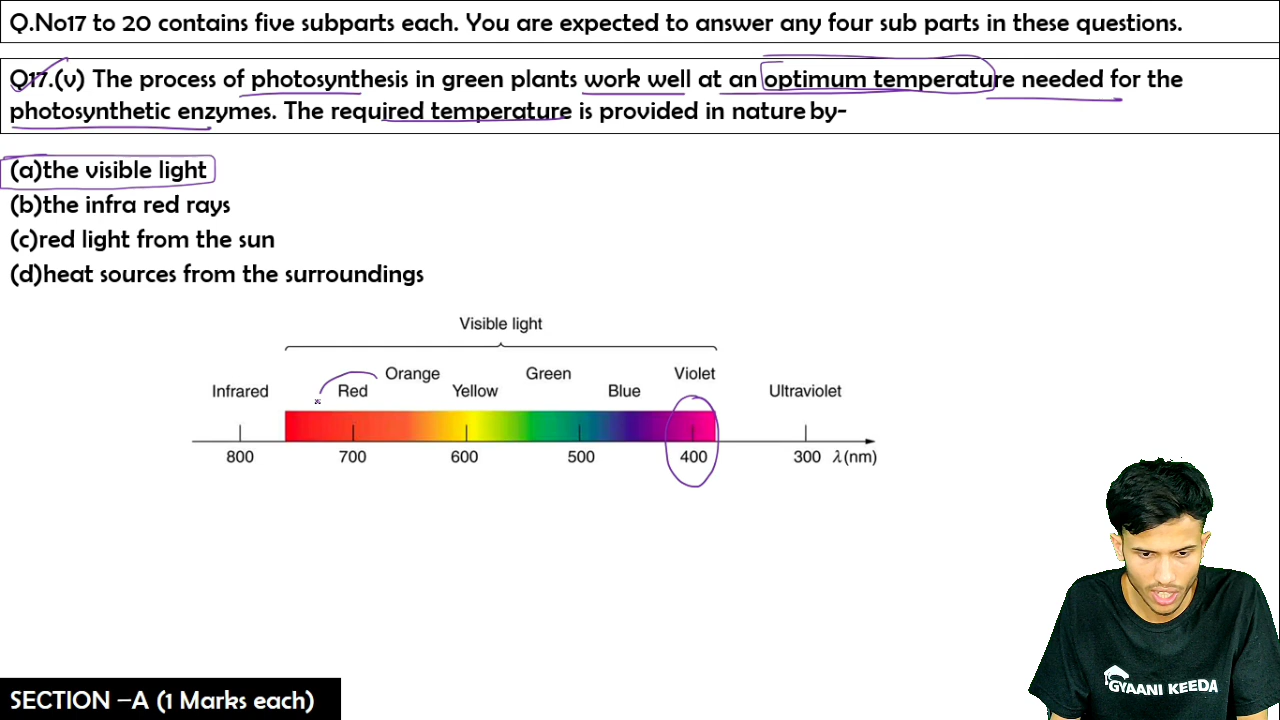 Q.No17 to 20 contains five subparts each. You are expected to answer any four sub parts in these questions.
Q17.(v) The process of photosynthesis in green plants work well at an optimum temperature needed for the
photosynthetic enzymes. The required temperature is provided in nature by-
(a)the visible light
(b)the infra red rays
(c)red light from the sun
(d)heat sources from the surroundings
Visible light
Infrared Red Orange Yellow Green Blue Violet Ultraviolet
800 700 600 500 400 300 λ(nm)
GYAANI KEEDA
SECTION –A (1 Marks each)